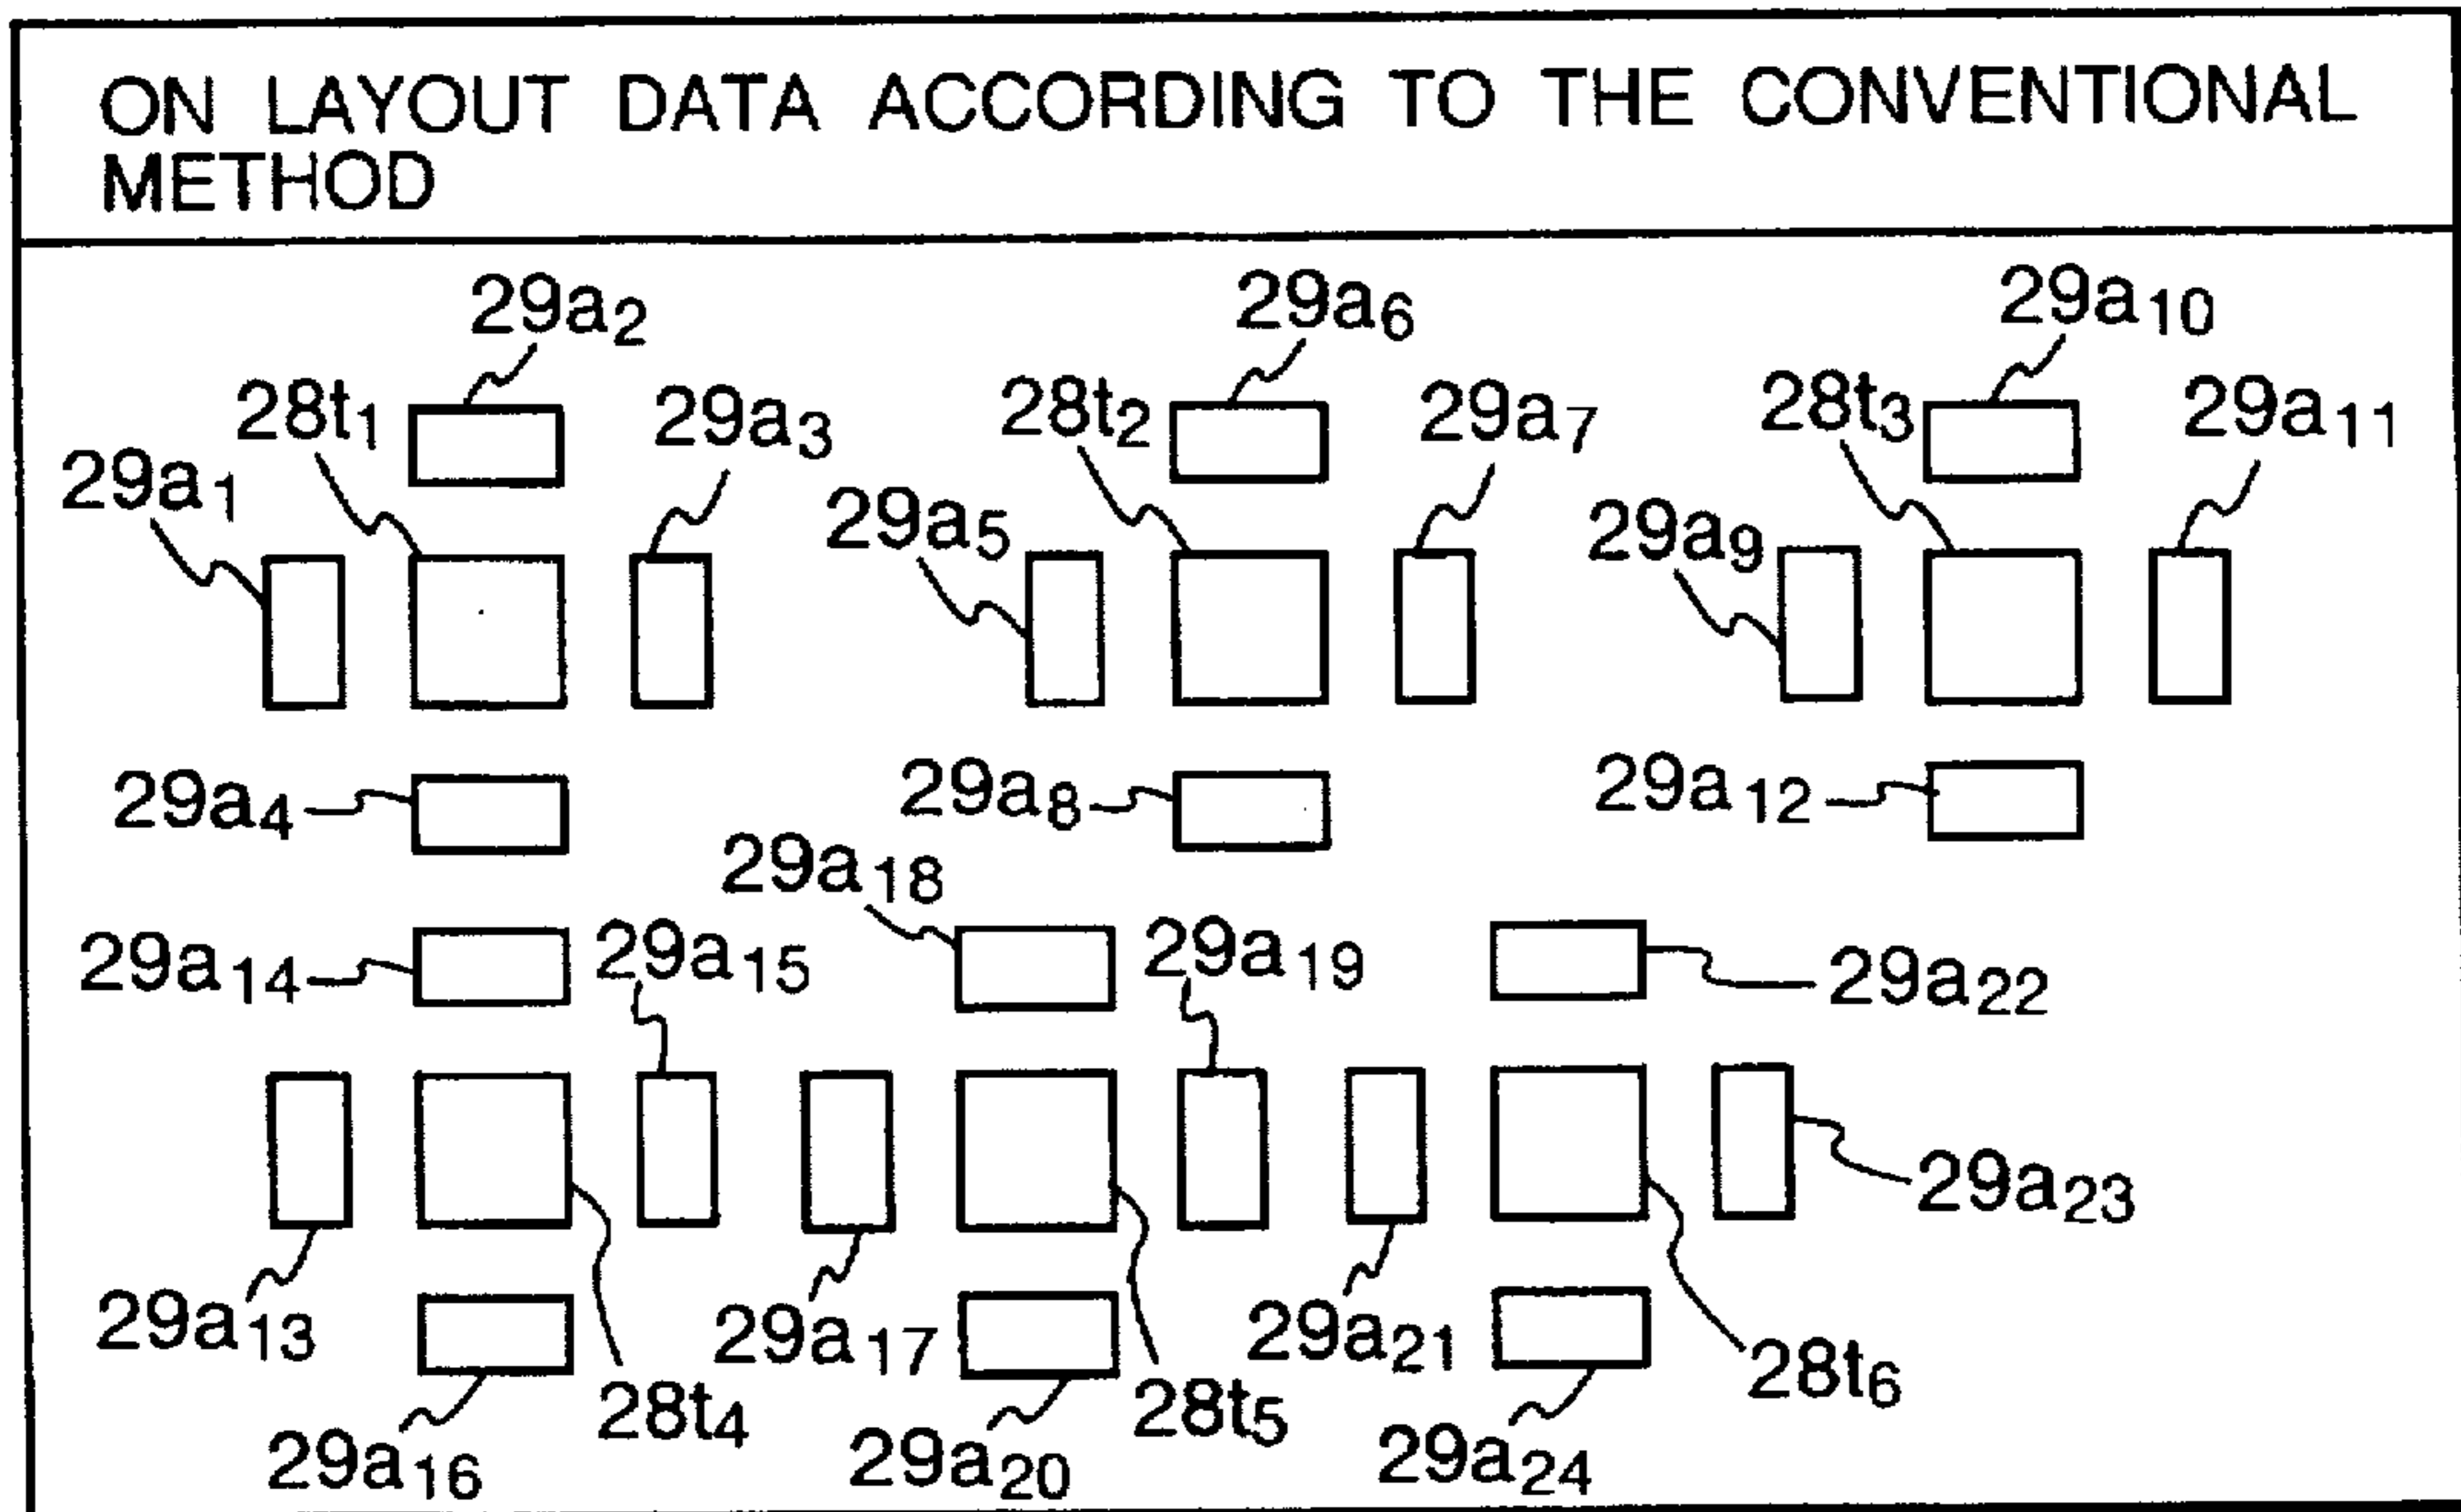 ON LAYOUT DATA ACCORDING TO THE CONVENTIONAL
METHOD
29a2 29a6 29a10
28t1 29a3 28t2 29a7 28t3 29a11
29a1 29a5 29a9
29a4 29a8 29a12
29a18
29a14 29a15 29a19 29a22
29a23
29a13 29a17 29a21 28t6
28t4 28t5
29a16 29a20 29a24